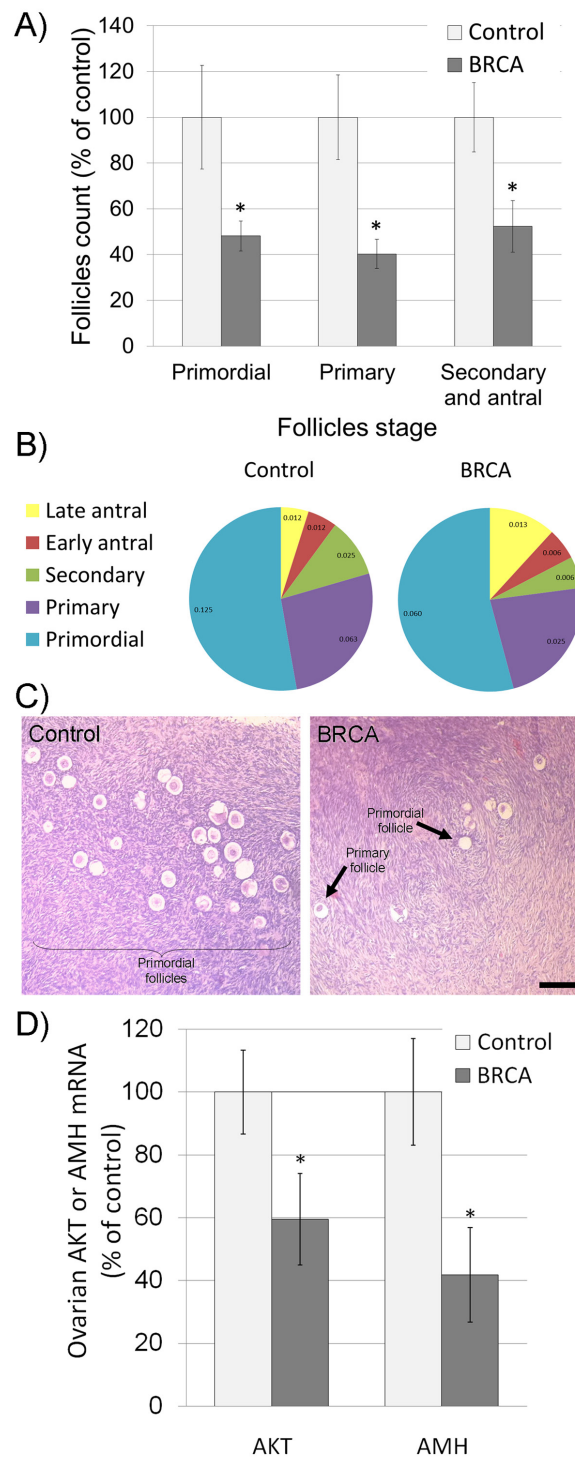 A)
Follicles count (% of control)
140
120
100
80
60
40
20
0
Control
BRCA
*
*
*
Primordial
Primary
Secondary
and antral
Follicles stage
B)
Control
BRCA
Late antral
Early antral
Secondary
Primary
Primordial
0.012
0.012
0.025
0.063
0.125
0.013
0.006
0.006
0.025
0.060
C)
Control
Primordial
follicles
BRCA
Primordial
follicle
Primary
follicle
D)
Ovarian AKT or AMH mRNA
(% of control)
120
100
80
60
40
20
0
Control
BRCA
*
*
AKT
AMH